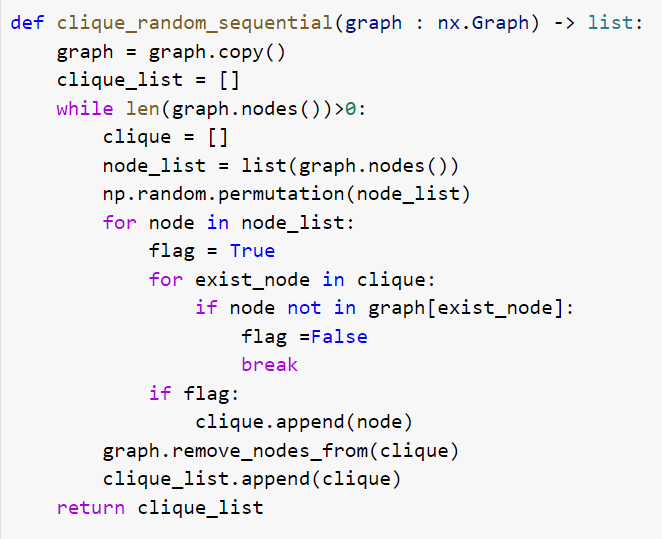 def clique_random_sequential(graph : nx.Graph) -> list:
    graph = graph.copy()
    clique_list = []
    while len(graph.nodes())>0:
        clique = []
        node_list = list(graph.nodes())
        np.random.permutation(node_list)
        for node in node_list:
            flag = True
            for exist_node in clique:
                if node not in graph[exist_node]:
                    flag =False
                    break
            if flag:
                clique.append(node)
        graph.remove_nodes_from(clique)
        clique_list.append(clique)
    return clique_list